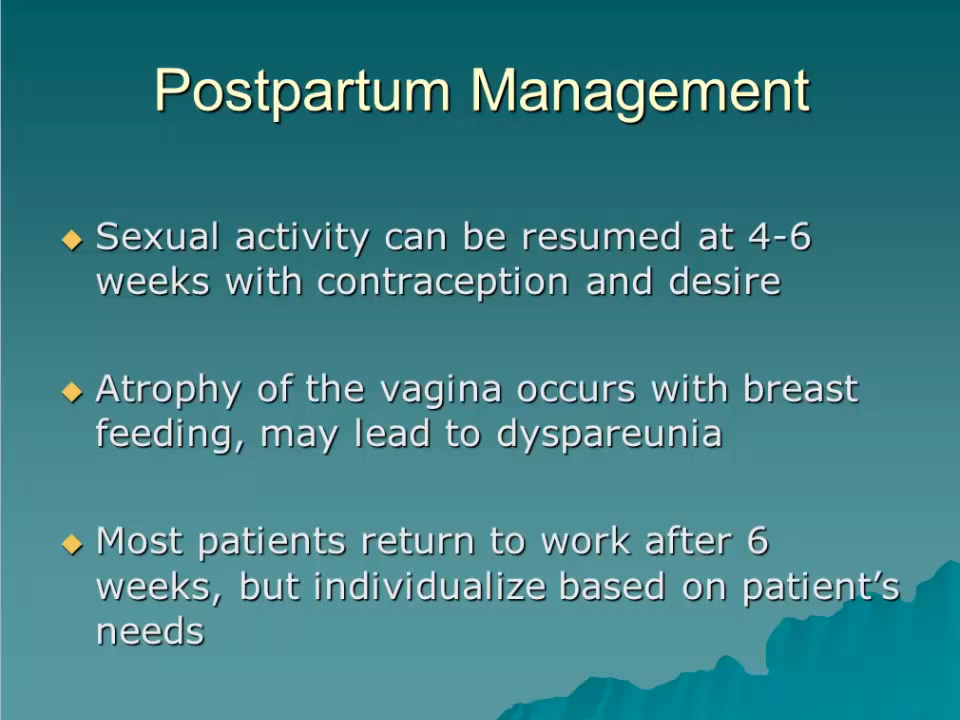 Postpartum Management
Sexual activity can be resumed at 4-6
weeks with contraception and desire
Atrophy of the vagina occurs with breast
feeding, may lead to dyspareunia
Most patients return to work after 6
weeks, but individualize based on patient’s
needs